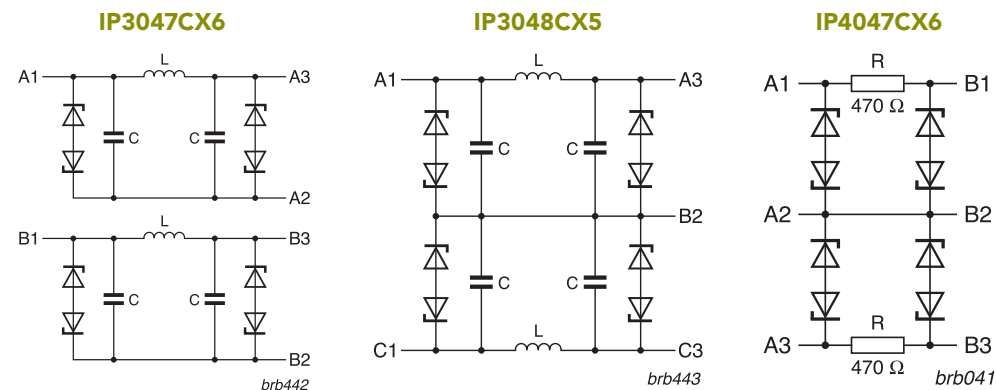 IP3047CX6
L
A1
A3
C
C
A2
L
B1
B3
C
C
B2
brb442
IP3048CX5
L
A1
A3
C
C
B2
C
C
L
C1
C3
brb443
IP4047CX6
R
A1
B1
470 Ω
A2
B2
R
A3
B3
470 Ω
brb041